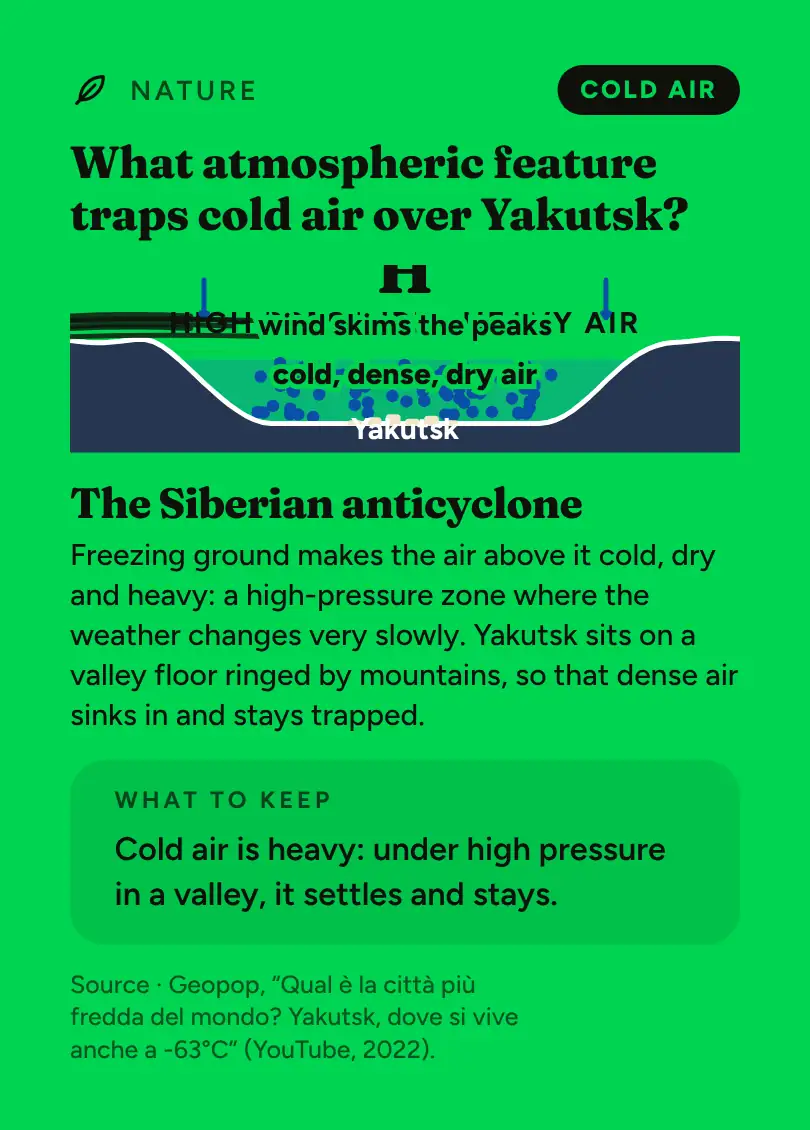 NATURE
COLD AIR
What atmospheric feature
traps cold air over Yakutsk?
H
HIGH AIR
wind skims the peaks
cold, dense, dry air
Yakutsk
The Siberian anticyclone
Freezing ground makes the air above it cold, dry
and heavy: a high-pressure zone where the
weather changes very slowly. Yakutsk sits on a
valley floor ringed by mountains, so that dense air
sinks in and stays trapped.
WHAT TO KEEP
Cold air is heavy: under high pressure
in a valley, it settles and stays.
Source · Geopop, “Qual è la città più
fredda del mondo? Yakutsk, dove si vive
anche a -63°C” (YouTube, 2022).